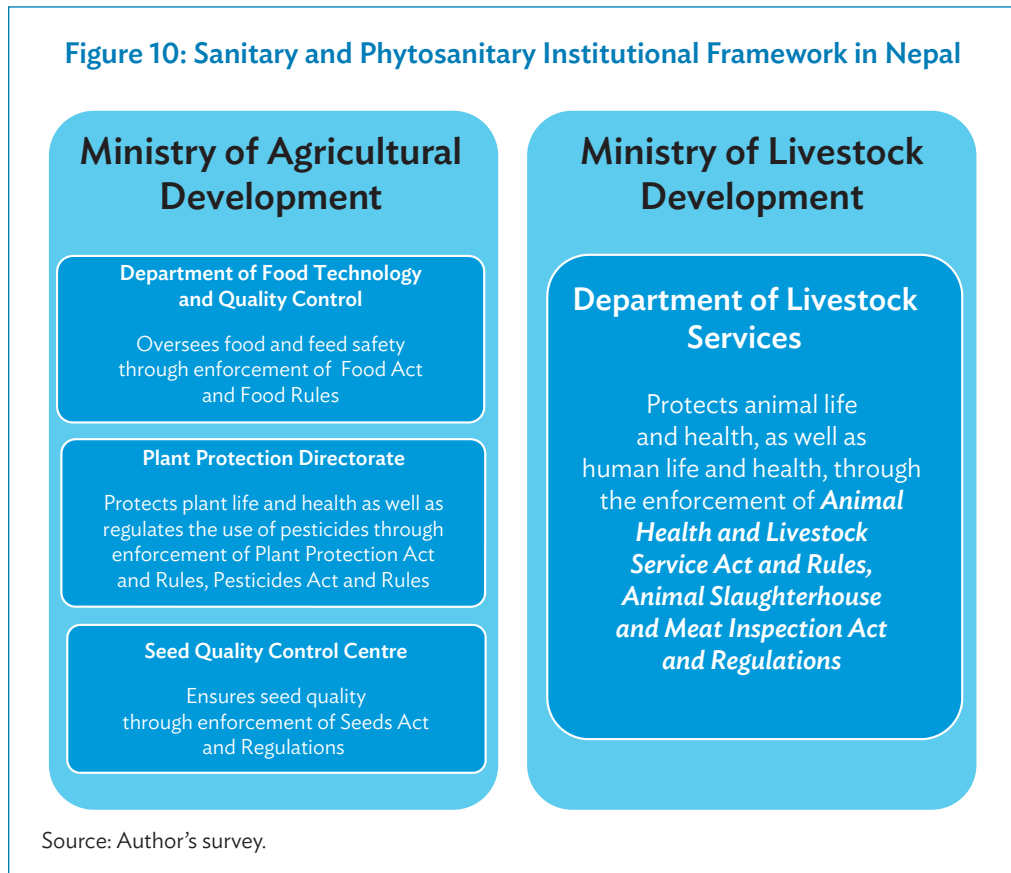 Figure 10: Sanitary and Phytosanitary Institutional Framework in Nepal
Ministry of Agricultural
Development
Department of Food Technology
and Quality Control
Oversees food and feed safety
through enforcement of Food Act
and Food Rules
Plant Protection Directorate
Protects plant life and health as well as
regulates the use of pesticides through
enforcement of Plant Protection Act
and Rules, Pesticides Act and Rules
Seed Quality Control Centre
Ensures seed quality
through enforcement of Seeds Act
and Regulations
Ministry of Livestock
Development
Department of Livestock
Services
Protects animal life
and health, as well as
human life and health, through
the enforcement of Animal
Health and Livestock
Service Act and Rules,
Animal Slaughterhouse
and Meat Inspection Act
and Regulations
Source: Author’s survey.